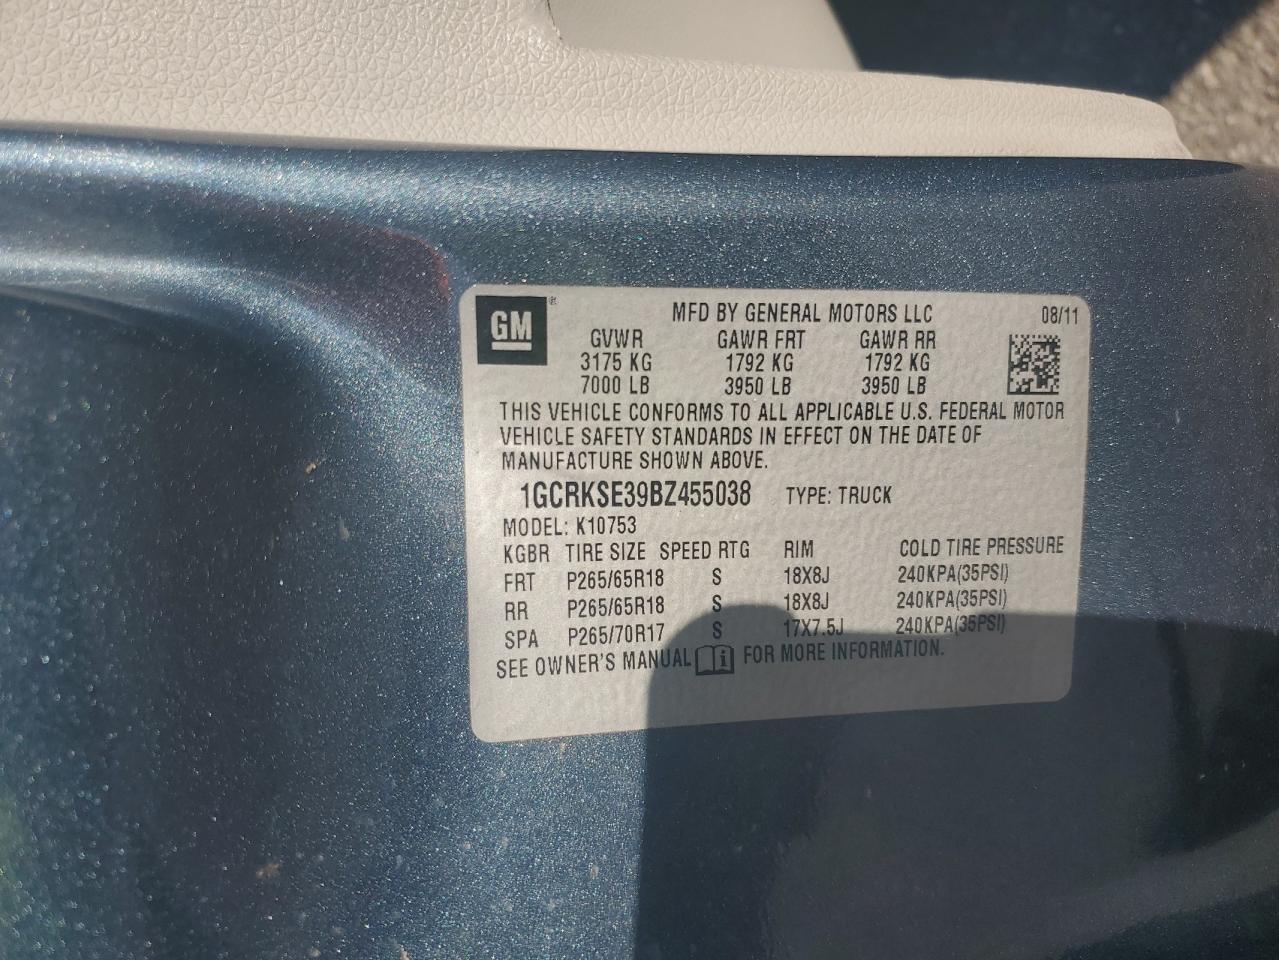 GM ® MFD BY GENERAL MOTORS LLC 08/11
GVWR GAWR FRT GAWR RR
3175 KG 1792 KG 1792 KG
7000 LB 3950 LB 3950 LB
THIS VEHICLE CONFORMS TO ALL APPLICABLE U.S. FEDERAL MOTOR
VEHICLE SAFETY STANDARDS IN EFFECT ON THE DATE OF
MANUFACTURE SHOWN ABOVE.
1GCRKSE39BZ455038 TYPE: TRUCK
MODEL: K10753
KGBR TIRE SIZE SPEED RTG RIM COLD TIRE PRESSURE
FRT P265/65R18 S 18X8J 240KPA(35PSI)
RR P265/65R18 S 18X8J 240KPA(35PSI)
SPA P265/70R17 S 17X7.5J 240KPA(35PSI)
SEE OWNER'S MANUAL i FOR MORE INFORMATION.